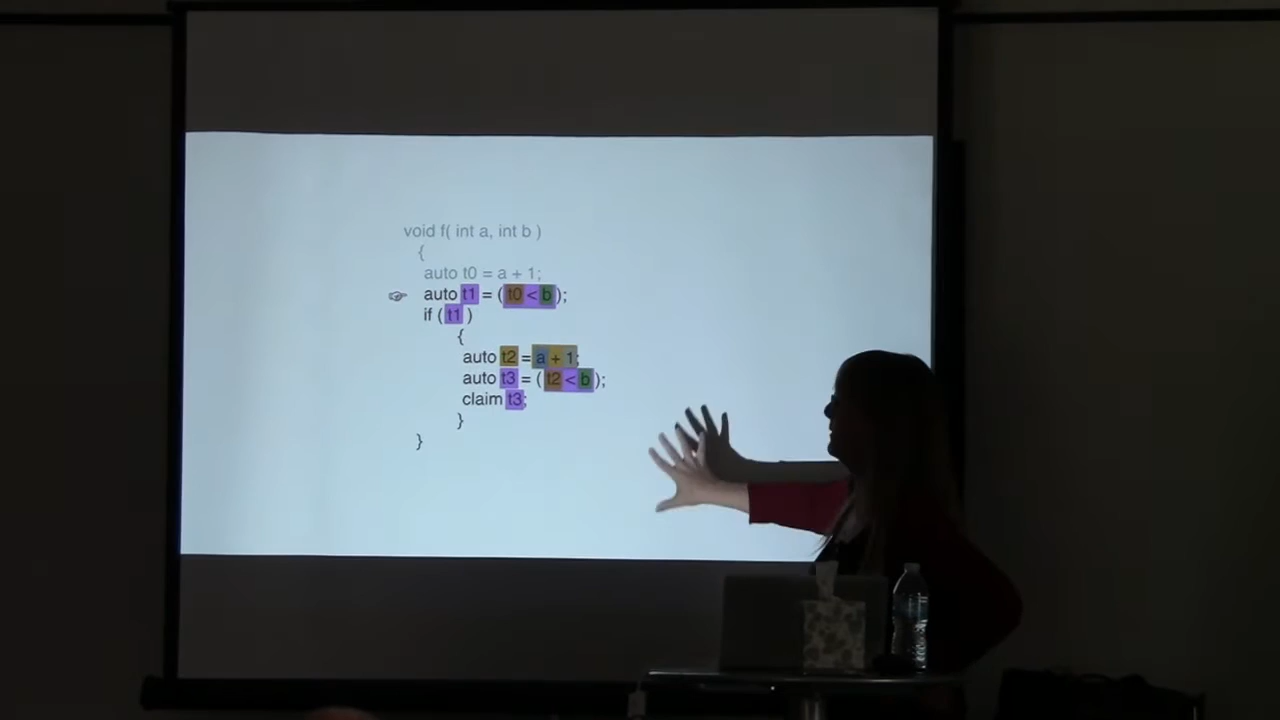 void f( int a, int b )
{
auto t0 = a + 1;
☞ auto t1 = ( t0 < b );
if ( t1 )
{
auto t2 = a + 1;
auto t3 = ( t2 < b );
claim t3;
}
}